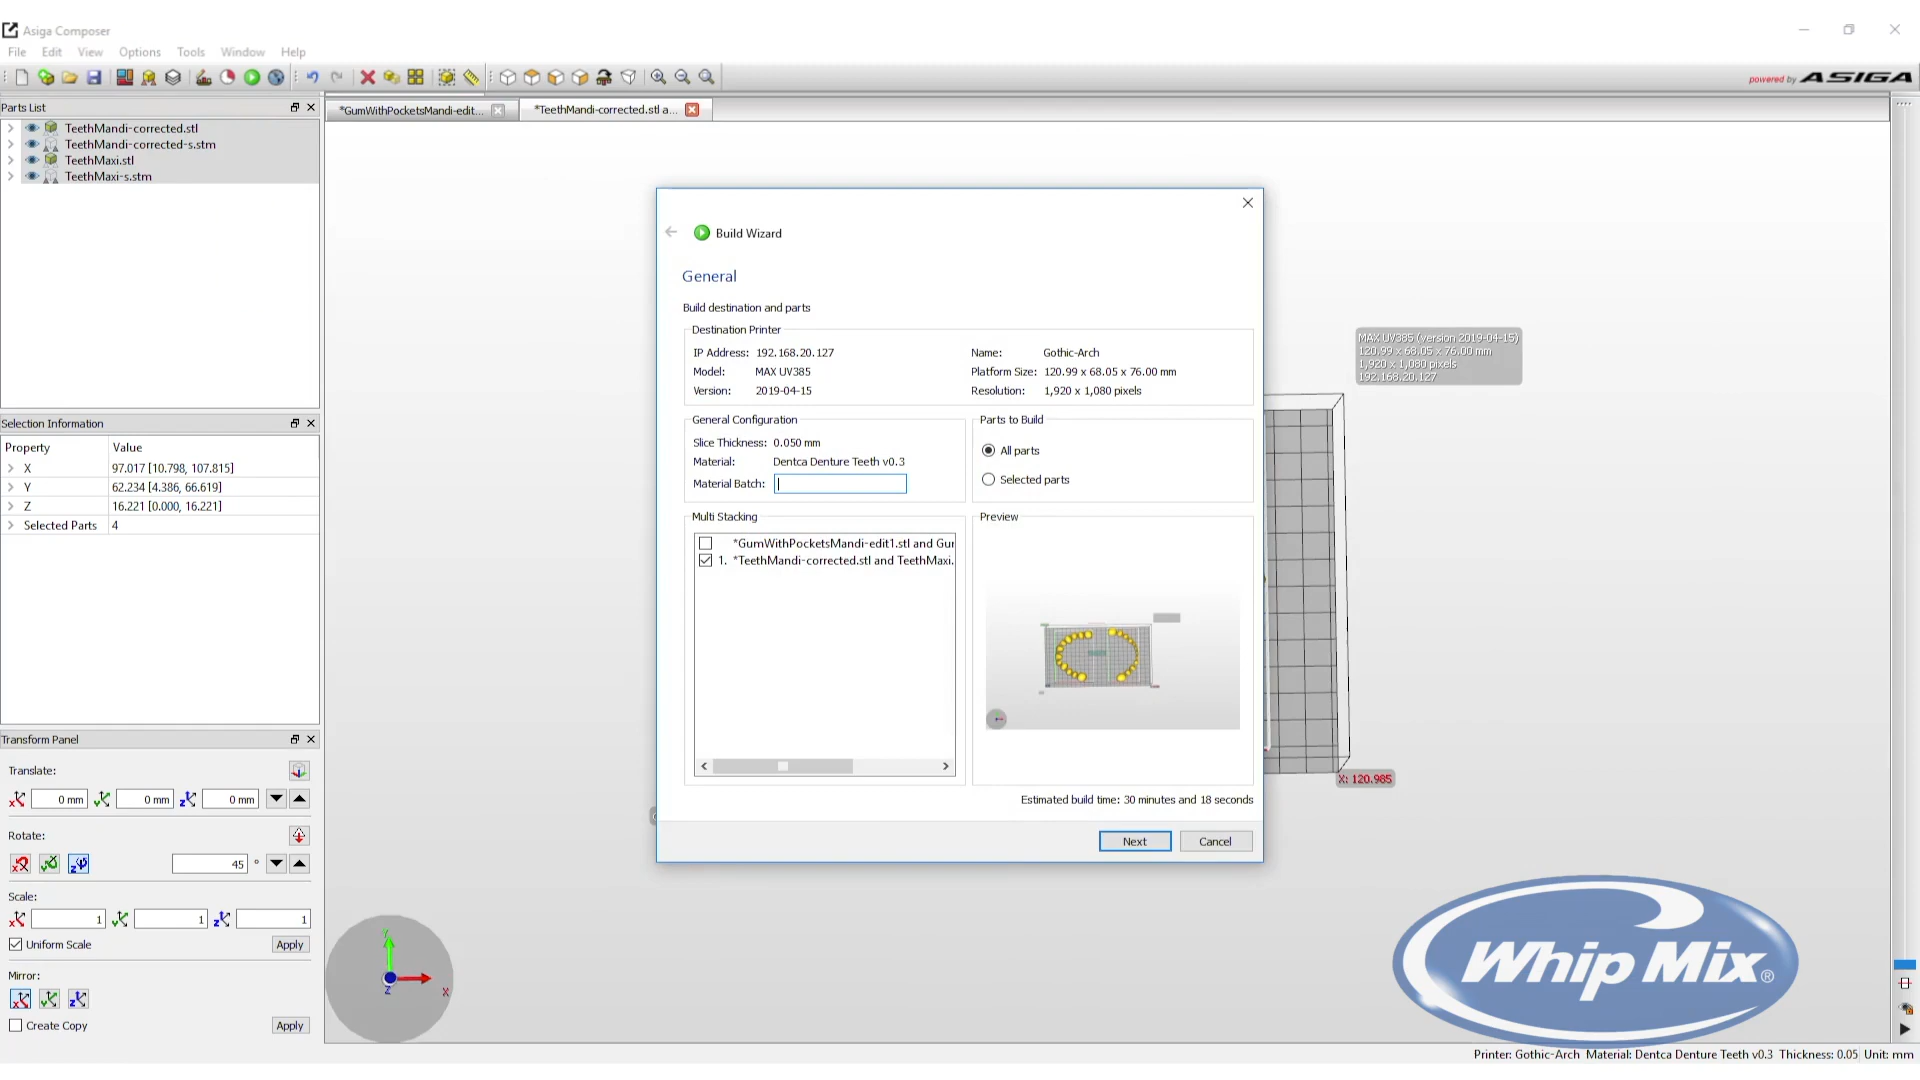 Asiga Composer
File Edit View Options Tools Window Help
powered by ASIGA
Parts List
*GumWithPocketsMandi-edit... *TeethMandi-corrected.stl a...
TeethMandi-corrected.stl
TeethMandi-corrected-s.stm
TeethMaxi.stl
TeethMaxi-s.stm
Selection Information
Property Value
X 97.017 [10.798, 107.815]
Y 62.234 [4.386, 66.619]
Z 16.221 [0.000, 16.221]
Selected Parts 4
Transform Panel
Translate:
0 mm 0 mm 0 mm
Rotate:
45 °
Scale:
1 1 1
Uniform Scale Apply
Mirror:
Create Copy Apply
Build Wizard
General
Build destination and parts
Destination Printer
IP Address: 192.168.20.127 Name: Gothic-Arch
Model: MAX UV385 Platform Size: 120.99 x 68.05 x 76.00 mm
Version: 2019-04-15 Resolution: 1,920 x 1,080 pixels
General Configuration
Slice Thickness: 0.050 mm
Material: Dentca Denture Teeth v0.3
Material Batch:
Parts to Build
All parts
Selected parts
Multi Stacking
*GumWithPocketsMandi-edit1.stl and Gur
1. *TeethMandi-corrected.stl and TeethMaxi.
Preview
Estimated build time: 30 minutes and 18 seconds
Next Cancel
MAX UV385 (version 2019-04-15)
120.99 x 68.05 x 76.00 mm
1,920 x 1,080 pixels
192.168.20.127
X: 120.985
Y
X
Z
Whip Mix®
Printer: Gothic-Arch Material: Dentca Denture Teeth v0.3 Thickness: 0.05 Unit: mm